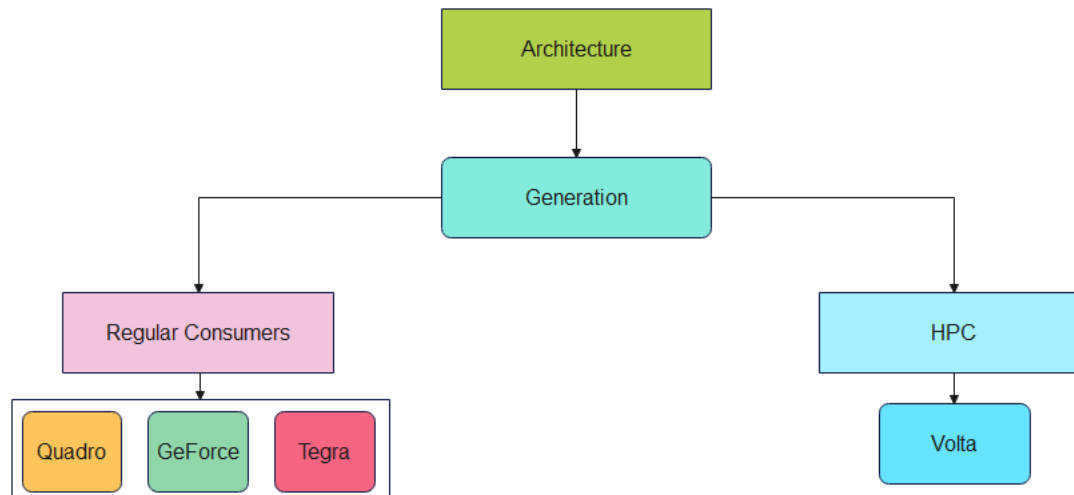 Architecture
Generation
Regular Consumers
HPC
Quadro
GeForce
Tegra
Volta